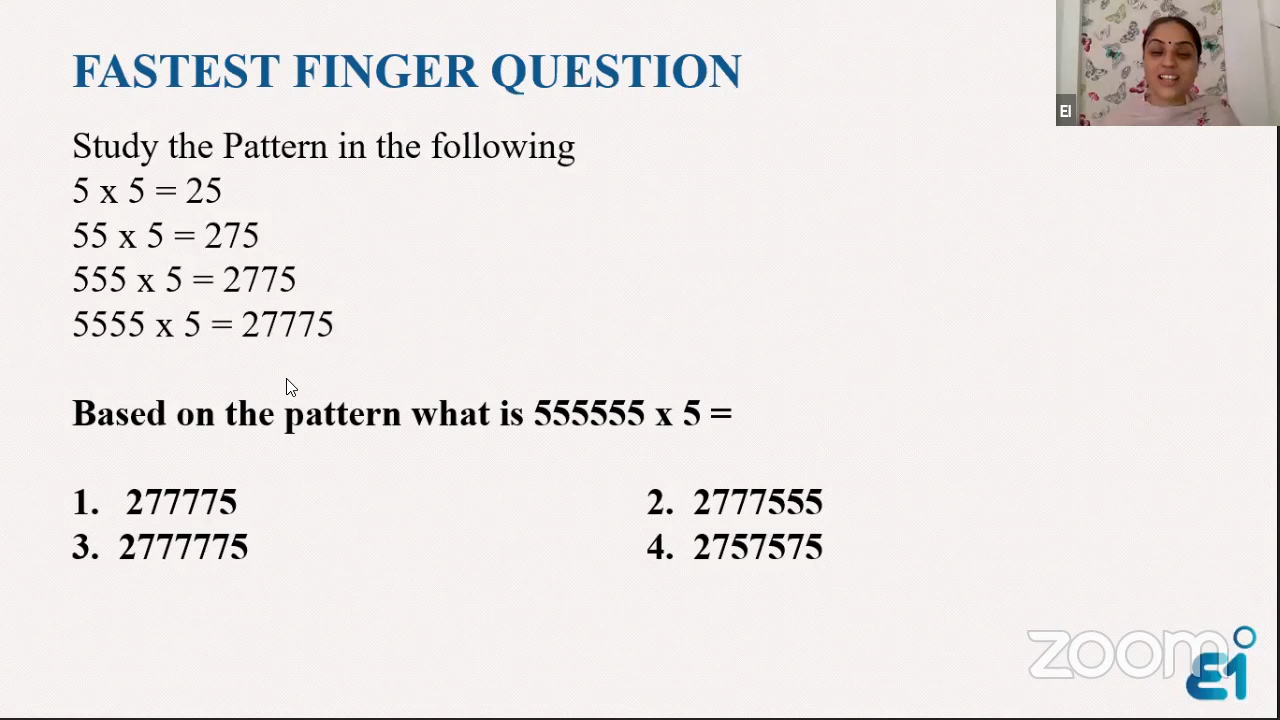 FASTEST FINGER QUESTION
EI
Study the Pattern in the following
5 x 5 = 25
55 x 5 = 275
555 x 5 = 2775
5555 x 5 = 27775
Based on the pattern what is 555555 x 5 =
1. 277775 2. 2777555
3. 2777775 4. 2757575
zoom
EI